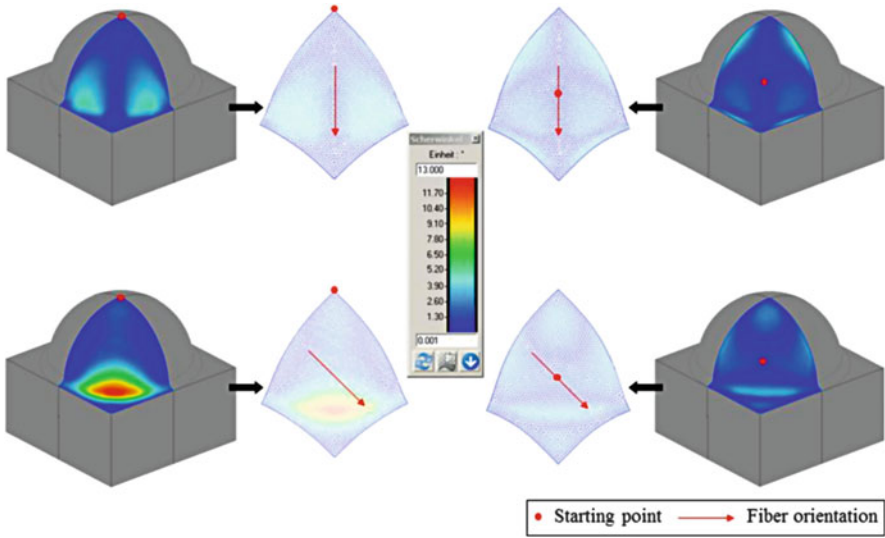 Scherwinkel
Einheit : °
13.000
11.70
10.40
9.10
7.80
6.50
5.20
3.90
2.60
1.30
0.001
Starting point
Fiber orientation